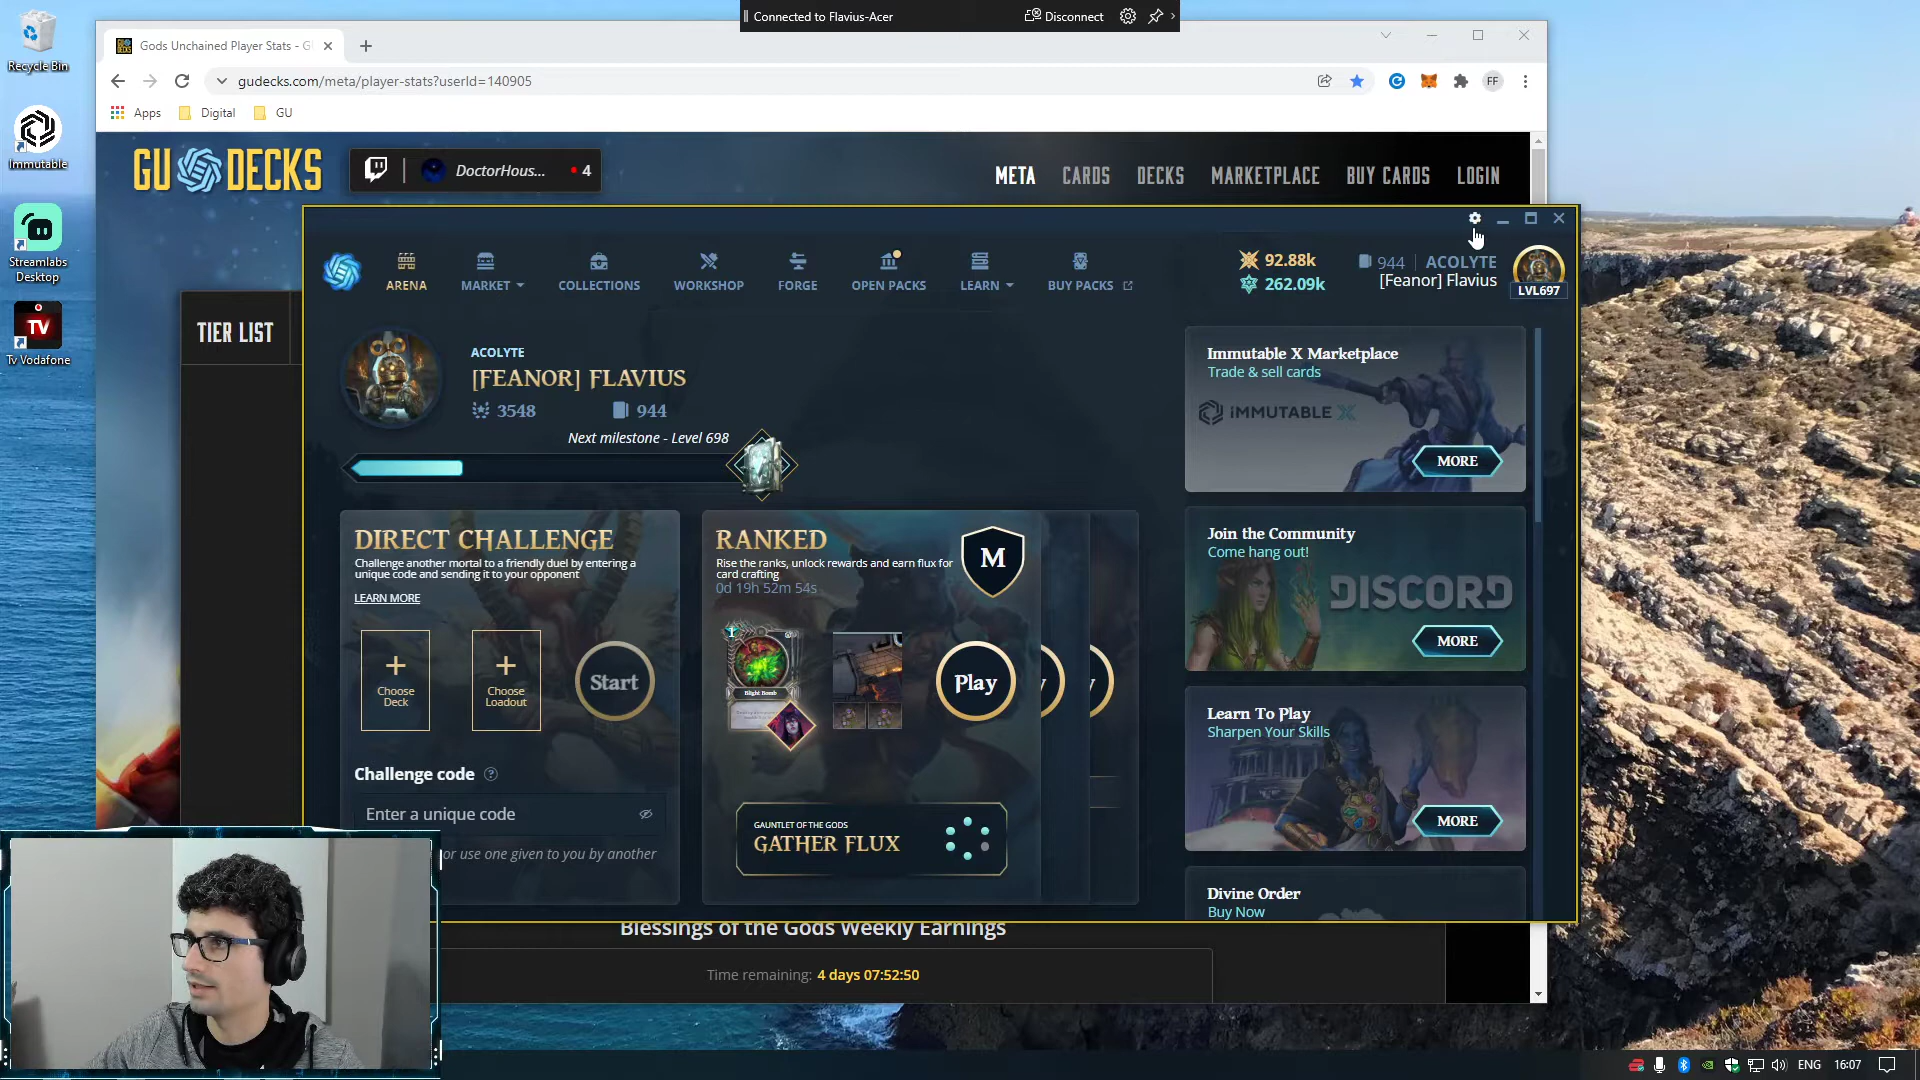 Connected to Flavius-Acer
Disconnect
Recycle Bin
Immutable
Streamlabs
Desktop
TV
Tv Vodafone
Gods Unchained Player Stats - G
gudecks.com/meta/player-stats?userId=140905
FF
Apps
Digital
GU
GU DECKS
DoctorHous...
4
META
CARDS
DECKS
MARKETPLACE
BUY CARDS
LOGIN
TIER LIST
ARENA
MARKET
COLLECTIONS
WORKSHOP
FORGE
OPEN PACKS
LEARN
BUY PACKS
92.88k
262.09k
944
ACOLYTE
[Feanor] Flavius
LVL697
ACOLYTE
[FEANOR] FLAVIUS
3548
944
Next milestone - Level 698
DIRECT CHALLENGE
Challenge another mortal to a friendly duel by entering a
unique code and sending it to your opponent
LEARN MORE
Choose
Deck
Choose
Loadout
Start
Challenge code
?
Enter a unique code
or use one given to you by another
RANKED
M
Rise the ranks, unlock rewards and earn flux for
card crafting
0d 19h 52m 54s
Blight Bomb
Play
GAUNTLET OF THE GODS
GATHER FLUX
Immutable X Marketplace
Trade & sell cards
IMMUTABLE X
MORE
Join the Community
Come hang out!
DISCORD
MORE
Learn To Play
Sharpen Your Skills
MORE
Divine Order
Buy Now
Blessings of the Gods Weekly Earnings
Time remaining: 4 days 07:52:50
ENG
16:07